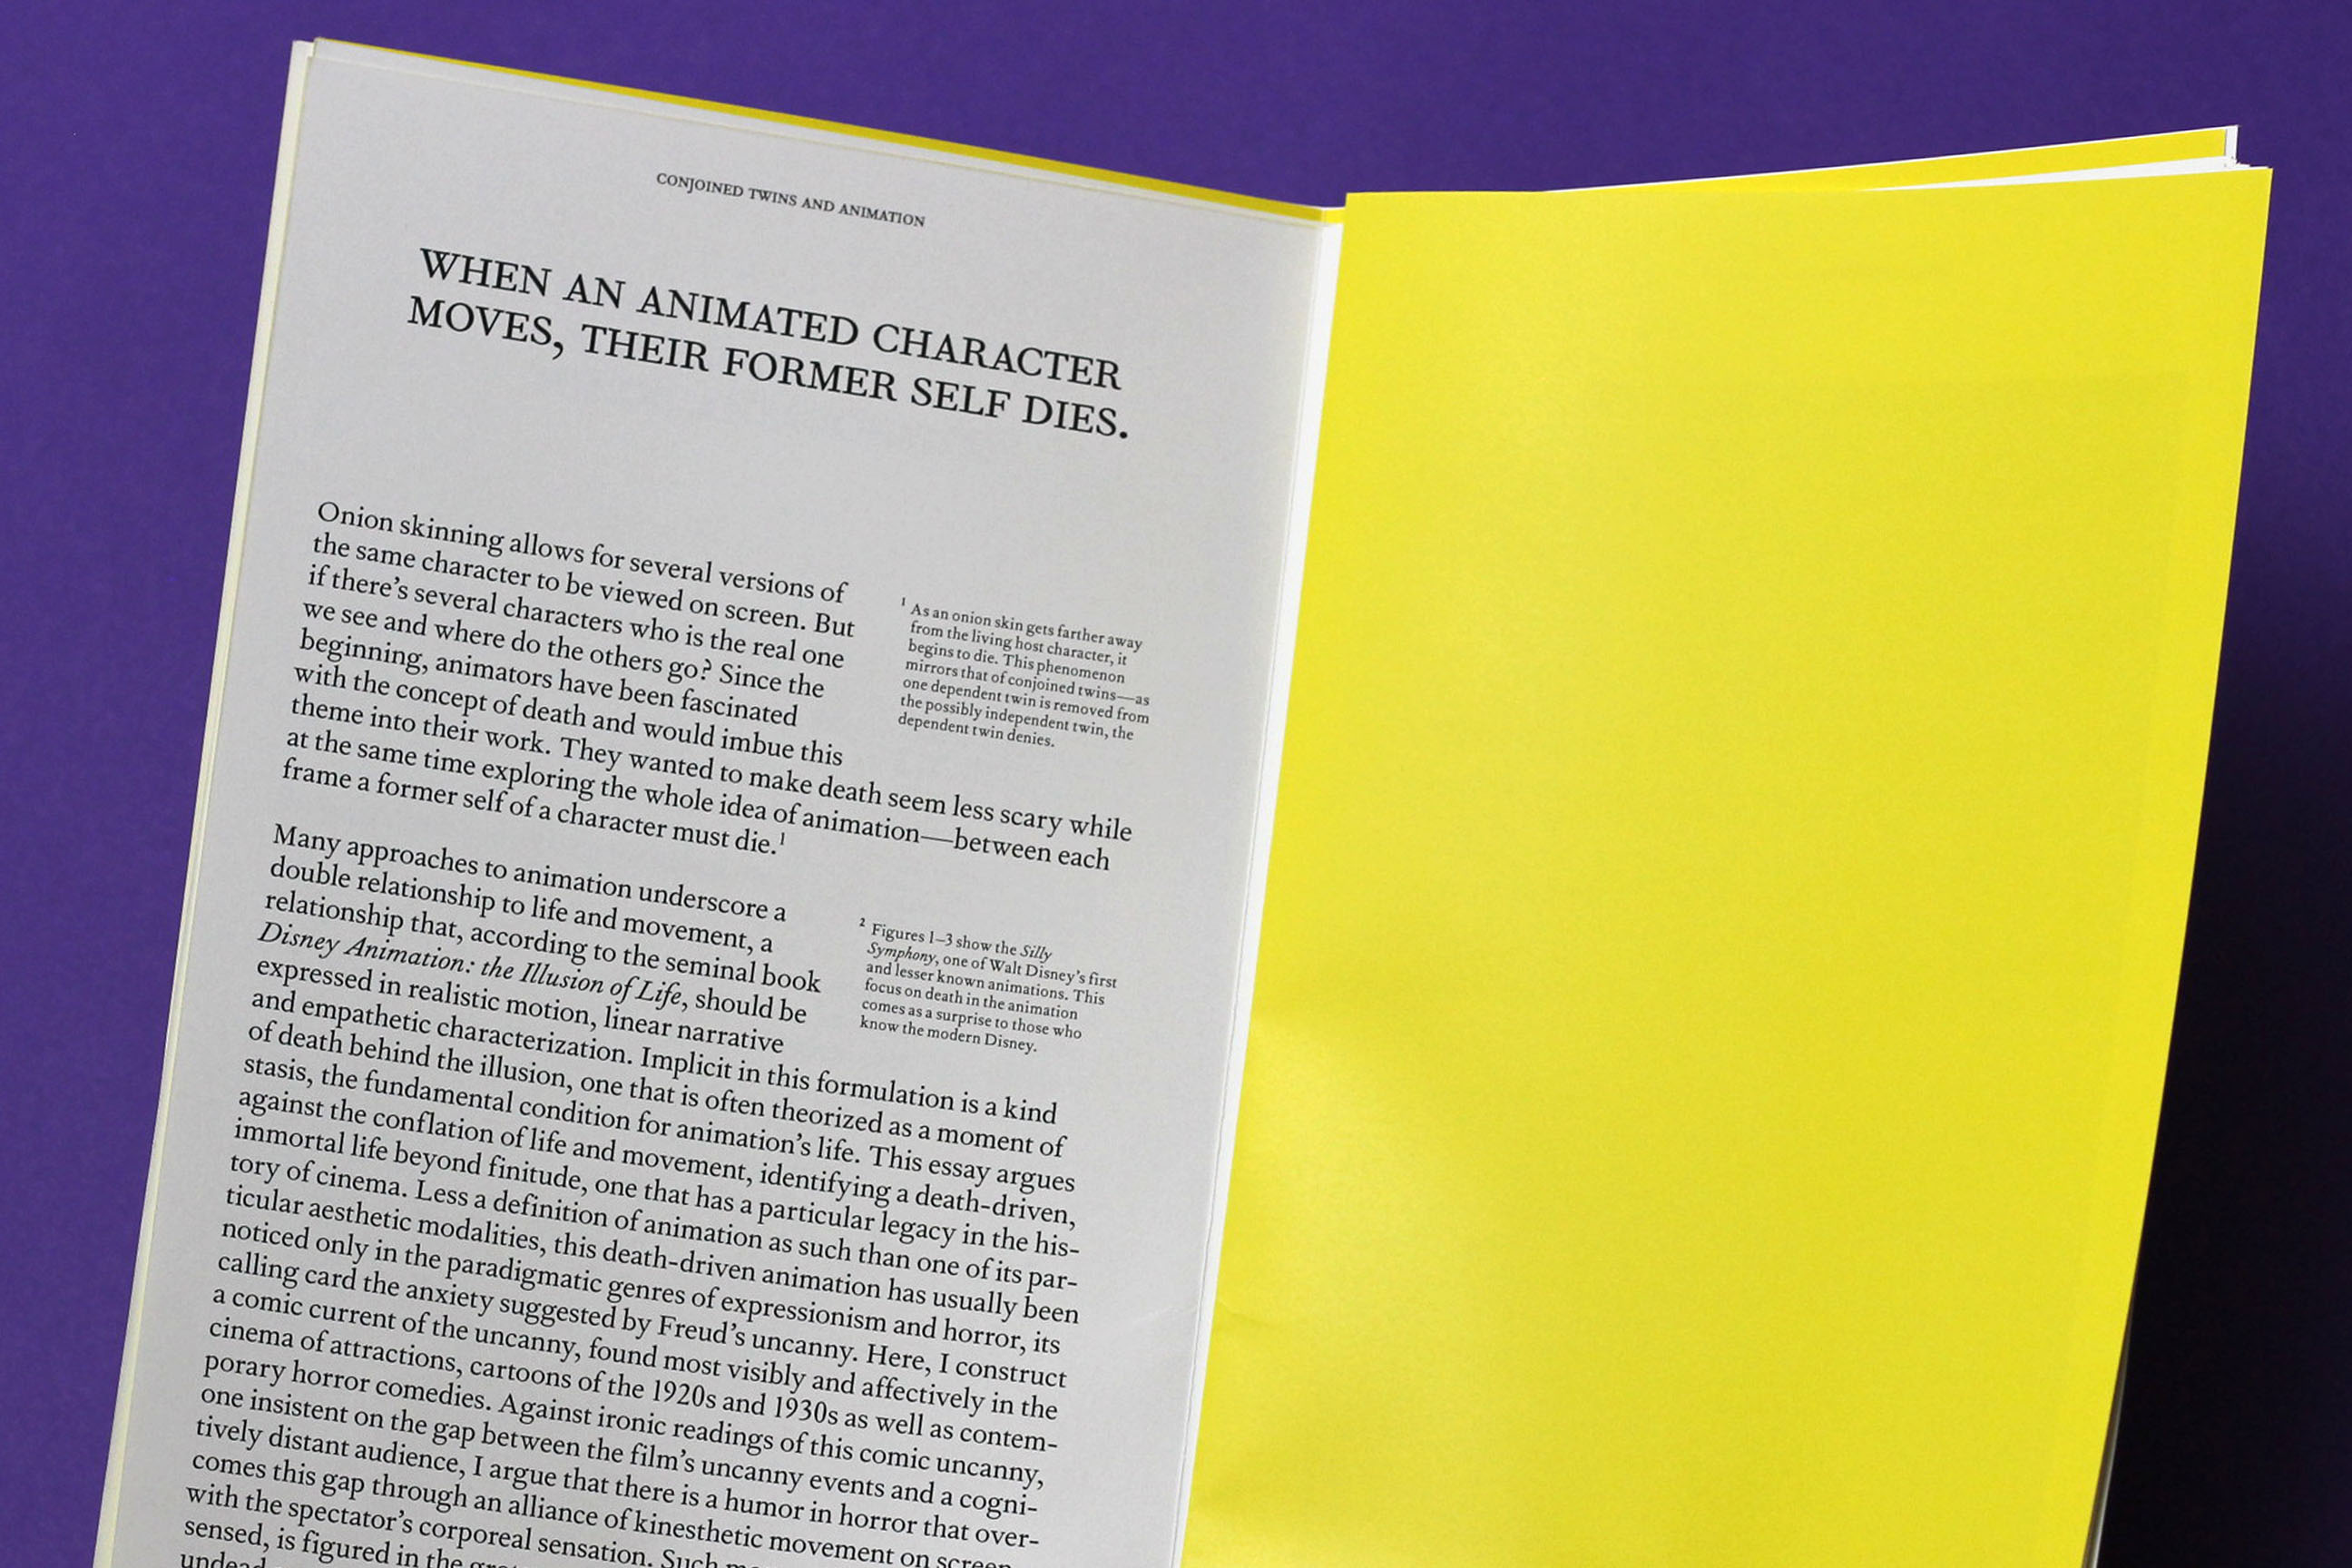 CONJOINED TWINS AND ANIMATION
WHEN AN ANIMATED CHARACTER
MOVES, THEIR FORMER SELF DIES.
Onion skinning allows for several versions of
the same character to be viewed on screen. But
if there’s several characters who is the real one
we see and where do the others go? Since the
beginning, animators have been fascinated
with the concept of death and would imbue this
theme into their work. They wanted to make death seem less scary while
at the same time exploring the whole idea of animation—between each
frame a former self of a character must die.¹
¹ As an onion skin gets farther away
from the living host character, it
begins to die. This phenomenon
mirrors that of conjoined twins—as
one dependent twin is removed from
the possibly independent twin, the
dependent twin denies.
Many approaches to animation underscore a
double relationship to life and movement, a
relationship that, according to the seminal book
Disney Animation: the Illusion of Life, should be
expressed in realistic motion, linear narrative
and empathetic characterization. Implicit in this formulation is a kind
of death behind the illusion, one that is often theorized as a moment of
stasis, the fundamental condition for animation’s life. This essay argues
against the conflation of life and movement, identifying a death-driven,
immortal life beyond finitude, one that has a particular legacy in the his-
tory of cinema. Less a definition of animation as such than one of its par-
ticular aesthetic modalities, this death-driven animation has usually been
noticed only in the paradigmatic genres of expressionism and horror, its
calling card the anxiety suggested by Freud’s uncanny. Here, I construct
a comic current of the uncanny, found most visibly and affectively in the
cinema of attractions, cartoons of the 1920s and 1930s as well as contem-
porary horror comedies. Against ironic readings of this comic uncanny,
one insistent on the gap between the film’s uncanny events and a cogni-
tively distant audience, I argue that there is a humor in horror that over-
comes this gap through an alliance of kinesthetic movement on screen
with the spectator’s corporeal sensation. Such
sensed, is figured in the
undead
² Figures 1–3 show the Silly
Symphony, one of Walt Disney’s first
and lesser known animations. This
focus on death in the animation
comes as a surprise to those who
know the modern Disney.